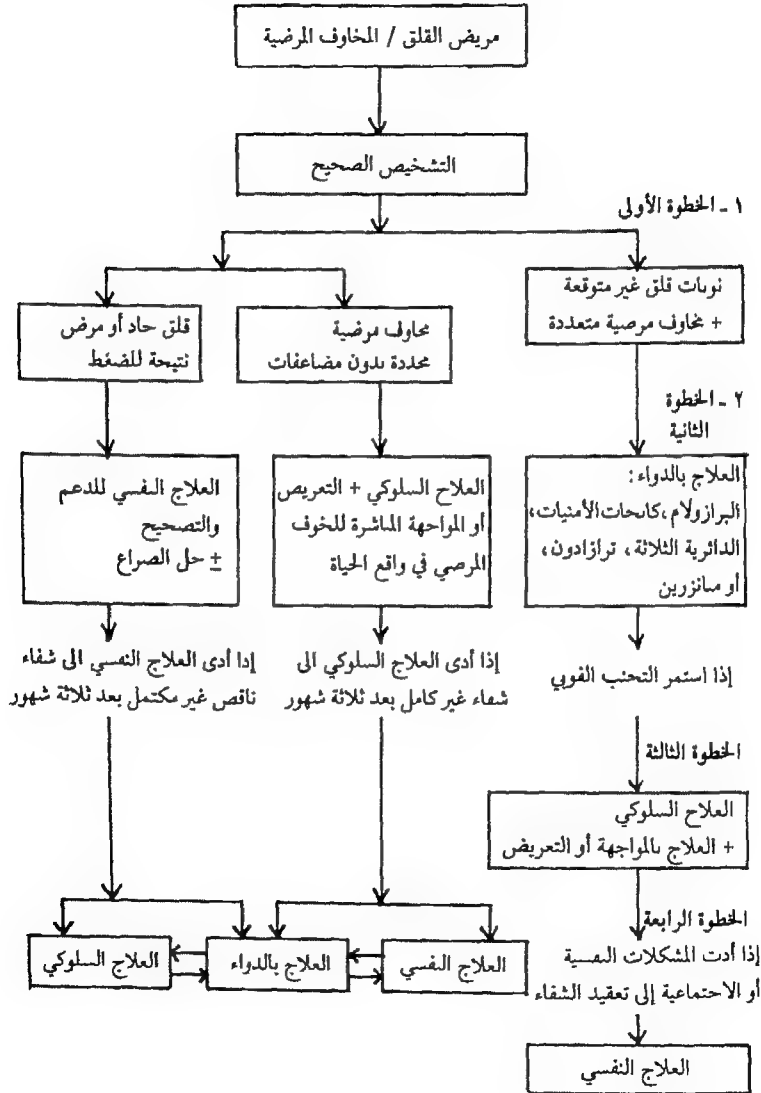 مريض القلق / المخاوف المرضية
التشخيص الصحيح
١ ـ الخطوة الأولى
نوبات قلق غير متوقعة
+ مخاوف مرضية متعددة
مخاوف مرضية
محددة بدون مضاعفات
قلق حاد أو مرض
نتيجة للضغط
٢ ـ الخطوة
الثانية
العلاج بالدواء:
البرازولام، كابحات الأمنيات،
الدائرية الثلاثة، ترازادون،
أو مبانزرين
العلاج السلوكي + التعريض
أو المواجهة المباشرة للخوف
المرضي في واقع الحياة
العلاج النفسي للدعم
والتصحيح
± حل الصراع
إذا استمر التجنب الفوبي
إذا أدى العلاج السلوكي الى
شفاء غير كامل بعد ثلاثة شهور
إذا أدى العلاج النفسي الى شفاء
ناقص غير مكتمل بعد ثلاثة شهور
الخطوة الثالثة
العلاج السلوكي
+ العلاج بالمواجهة أو التعريض
الخطوة الرابعة
إذا أدت المشكلات النفسية
أو الاحتماعية إلى تعقيد الشفاء
العلاج النفسي
العلاج النفسي
العلاج بالدواء
العلاج السلوكي